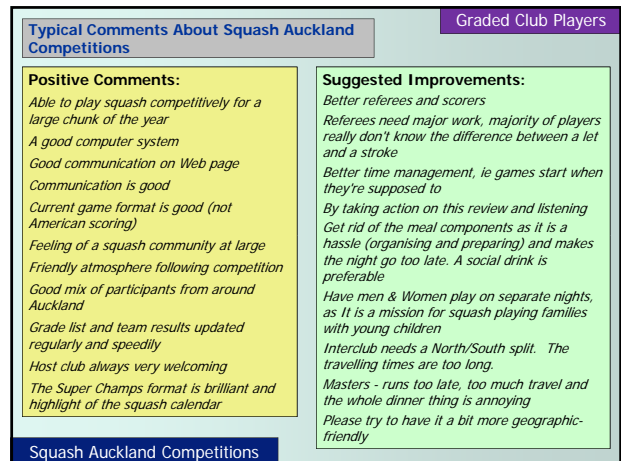 Graded Club Players
Typical Comments About Squash Auckland
Competitions
Positive Comments:
Able to play squash competitively for a
large chunk of the year
A good computer system
Good communication on Web page
Communication is good
Current game format is good (not
American scoring)
Feeling of a squash community at large
Friendly atmosphere following competition
Good mix of participants from around
Auckland
Grade list and team results updated
regularly and speedily
Host club always very welcoming
The Super Champs format is brilliant and
highlight of the squash calendar
Suggested Improvements:
Better referees and scorers
Referees need major work, majority of players
really don't know the difference between a let
and a stroke
Better time management, ie games start when
they're supposed to
By taking action on this review and listening
Get rid of the meal components as it is a
hassle (organising and preparing) and makes
the night go too late. A social drink is
preferable
Have men & Women play on separate nights,
as It is a mission for squash playing families
with young children
Interclub needs a North/South split. The
travelling times are too long.
Masters - runs too late, too much travel and
the whole dinner thing is annoying
Please try to have it a bit more geographic-
friendly
Squash Auckland Competitions